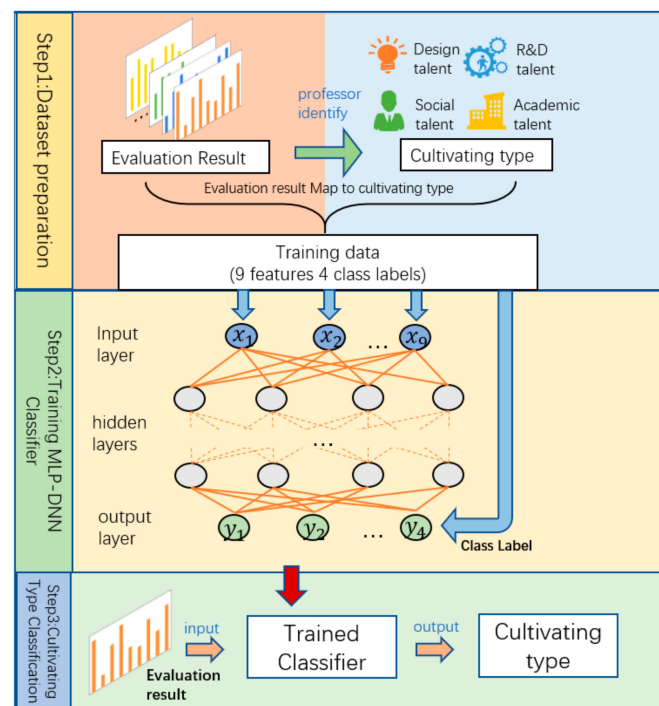 Step1:Dataset preparation
Design
talent
R&D
talent
professor
identify
Social
talent
Academic
talent
...
Evaluation Result
Cultivating type
Evaluation result Map to cultivating type
Training data
(9 features 4 class labels)
Step2:Training MLP-DNN
Classifier
Input
layer
x1 x2 ... x9
hidden
layers
...
output
layer
y1 y2 ... y4
Class Label
Step3:Cultivating
Type Classification
input
Evaluation
result
Trained
Classifier
output
Cultivating
type